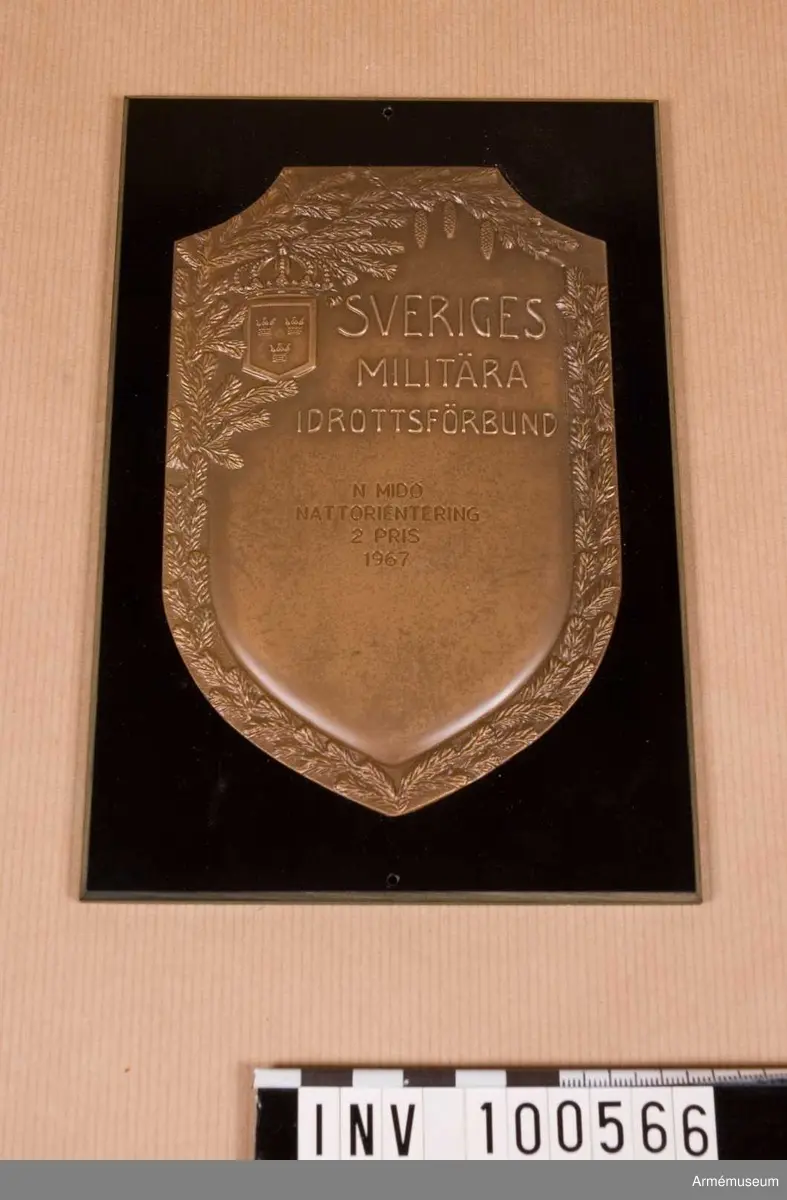 SVERIGES
MILITÄRA
IDROTTSFÖRBUND
N MIDO
NATTORIENTERING
2 PRIS
1967
INV 100566
Armémuseum